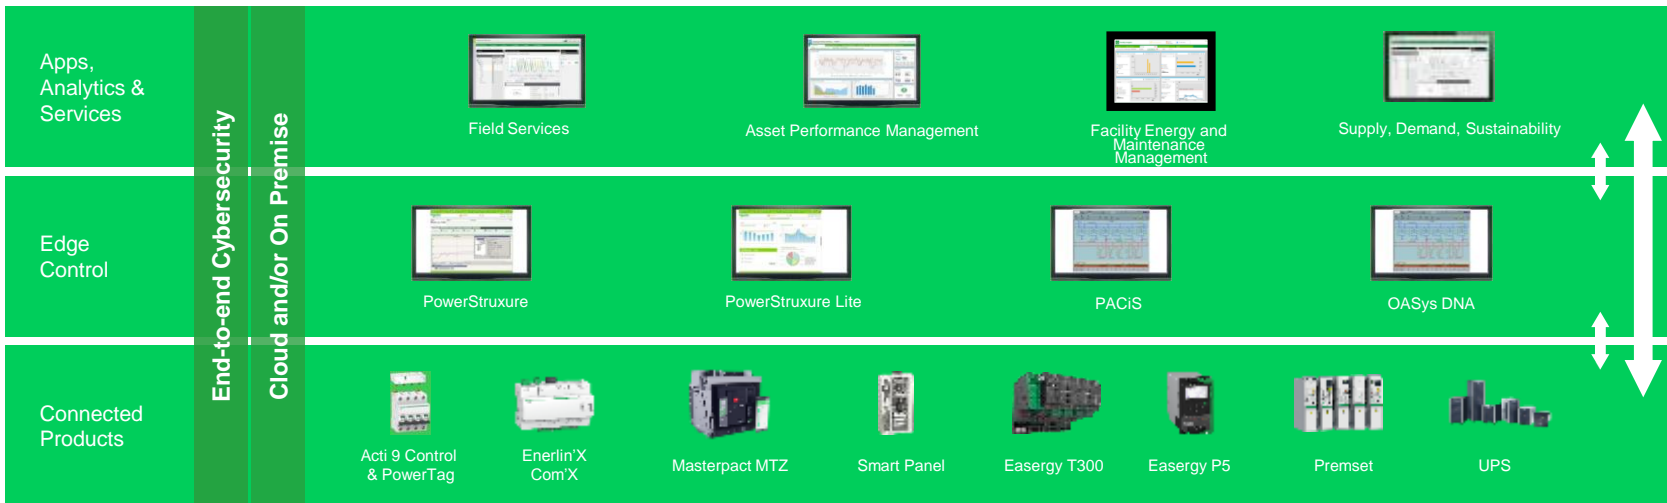 Apps,
Analytics &
Services
End-to-end Cybersecurity
Cloud and/or On Premise
Field Services
Asset Performance Management
Facility Energy and
Maintenance
Management
Supply, Demand, Sustainability
Edge
Control
PowerStruxure
PowerStruxure Lite
PACiS
OASys DNA
Connected
Products
Acti 9 Control
& PowerTag
Enerlin’X
Com’X
Masterpact MTZ
Smart Panel
Easergy T300
Easergy P5
Premset
UPS